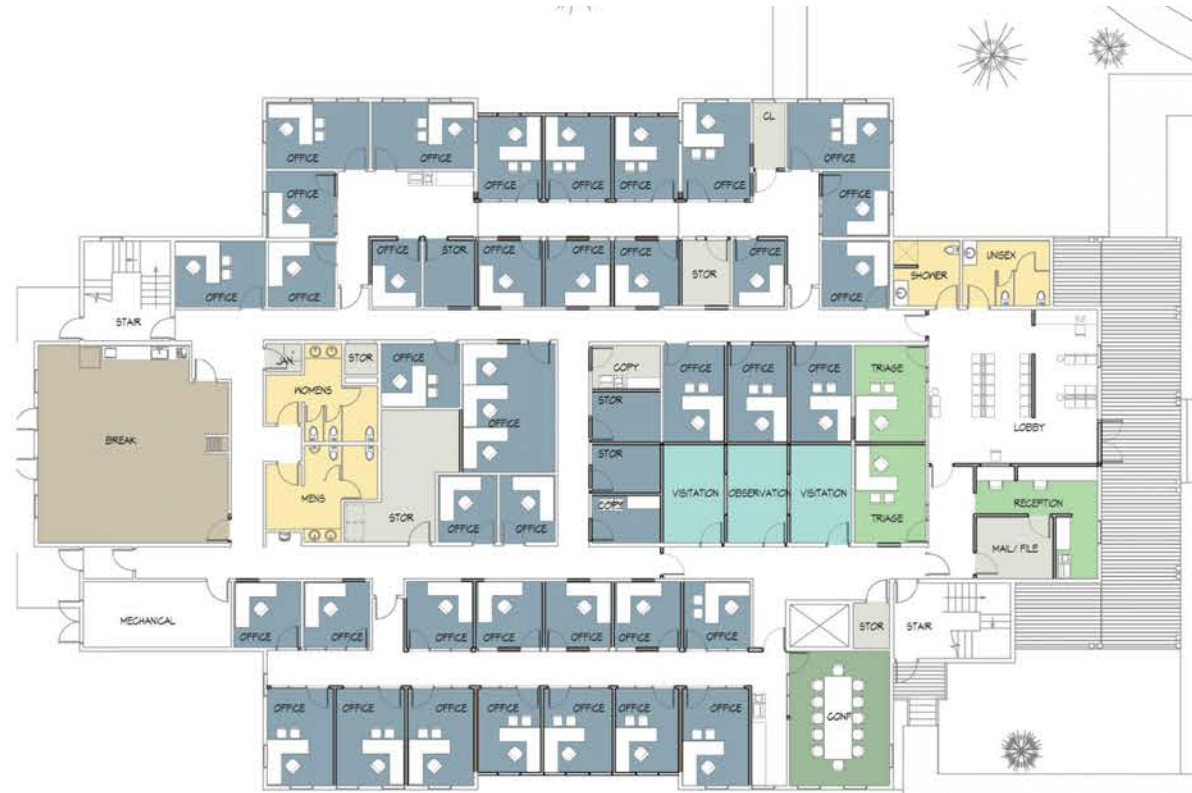 CL
OFFICE
OFFICE
OFFICE
OFFICE
OFFICE
OFFICE
OFFICE
OFFICE
OFFICE
OFFICE
OFFICE
STOR
OFFICE
OFFICE
OFFICE
STOR
OFFICE
SHOWER
UNISEX
OFFICE
OFFICE
OFFICE
STAIR
JAN.
STOR
OFFICE
COPY
OFFICE
OFFICE
OFFICE
TRIAGE
WOMENS
STOR
OFFICE
LOBBY
BREAK
STOR
MENS
VISITATION
OBSERVATION
VISITATION
COPY
RECEPTION
STOR
OFFICE
OFFICE
TRIAGE
MAIL/ FILE
MECHANICAL
OFFICE
OFFICE
OFFICE
OFFICE
OFFICE
OFFICE
OFFICE
STOR
STAIR
OFFICE
OFFICE
OFFICE
OFFICE
OFFICE
OFFICE
OFFICE
CONF